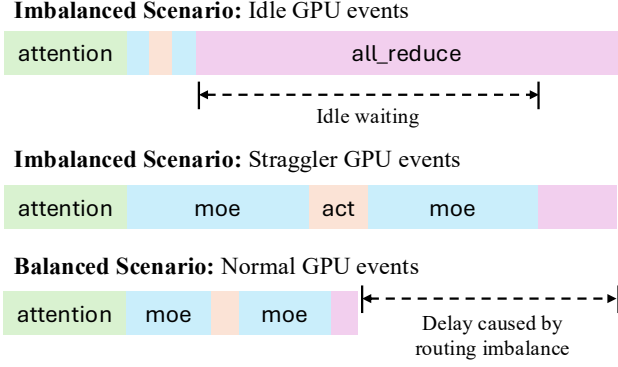 Imbalanced Scenario: Idle GPU events
attention all_reduce
Idle waiting
Imbalanced Scenario: Straggler GPU events
attention moe act moe
Balanced Scenario: Normal GPU events
attention moe moe
Delay caused by
routing imbalance